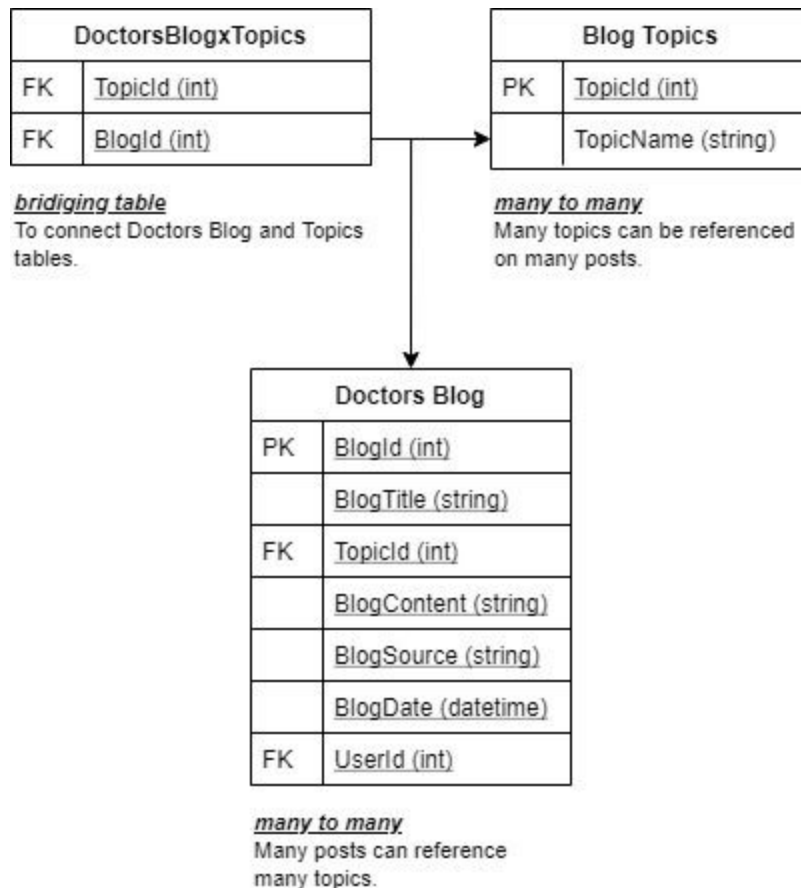 DoctorsBlogxTopics
FK TopicId (int)
FK BlogId (int)
bridiging table
To connect Doctors Blog and Topics
tables.
Blog Topics
PK TopicId (int)
TopicName (string)
many to many
Many topics can be referenced
on many posts.
Doctors Blog
PK BlogId (int)
BlogTitle (string)
FK TopicId (int)
BlogContent (string)
BlogSource (string)
BlogDate (datetime)
FK UserId (int)
many to many
Many posts can reference
many topics.